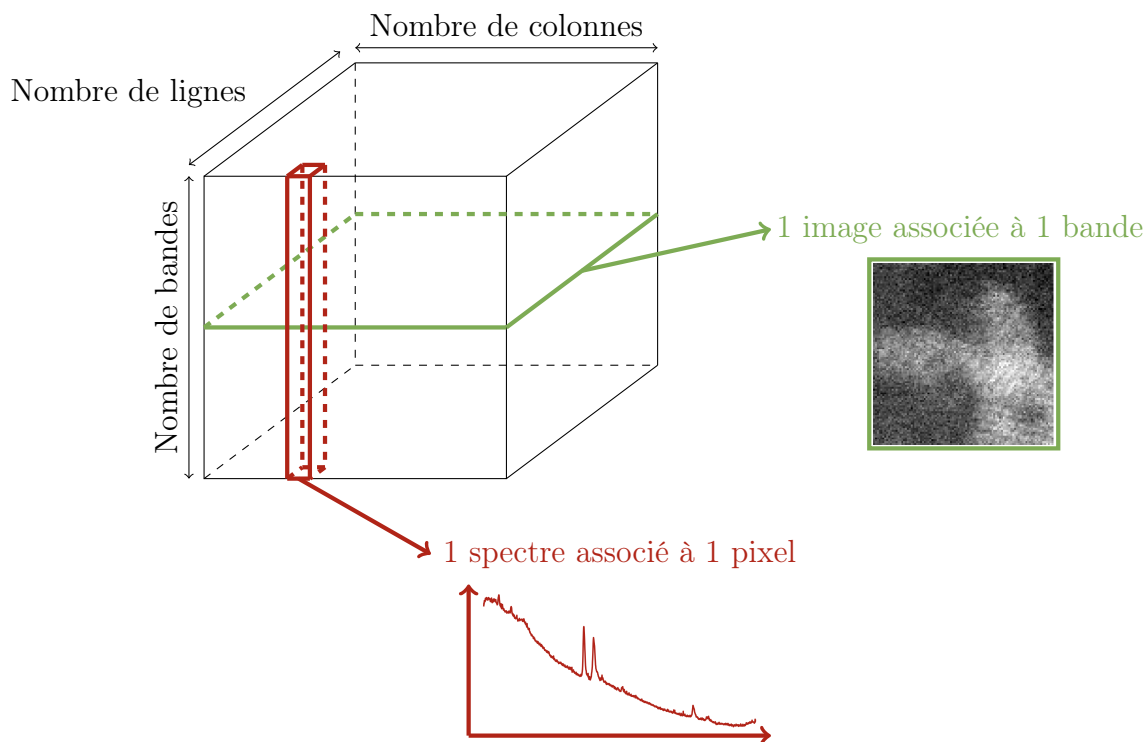 Nombre de colonnes
Nombre de lignes
Nombre de bandes
1 image associée à 1 bande
1 spectre associé à 1 pixel